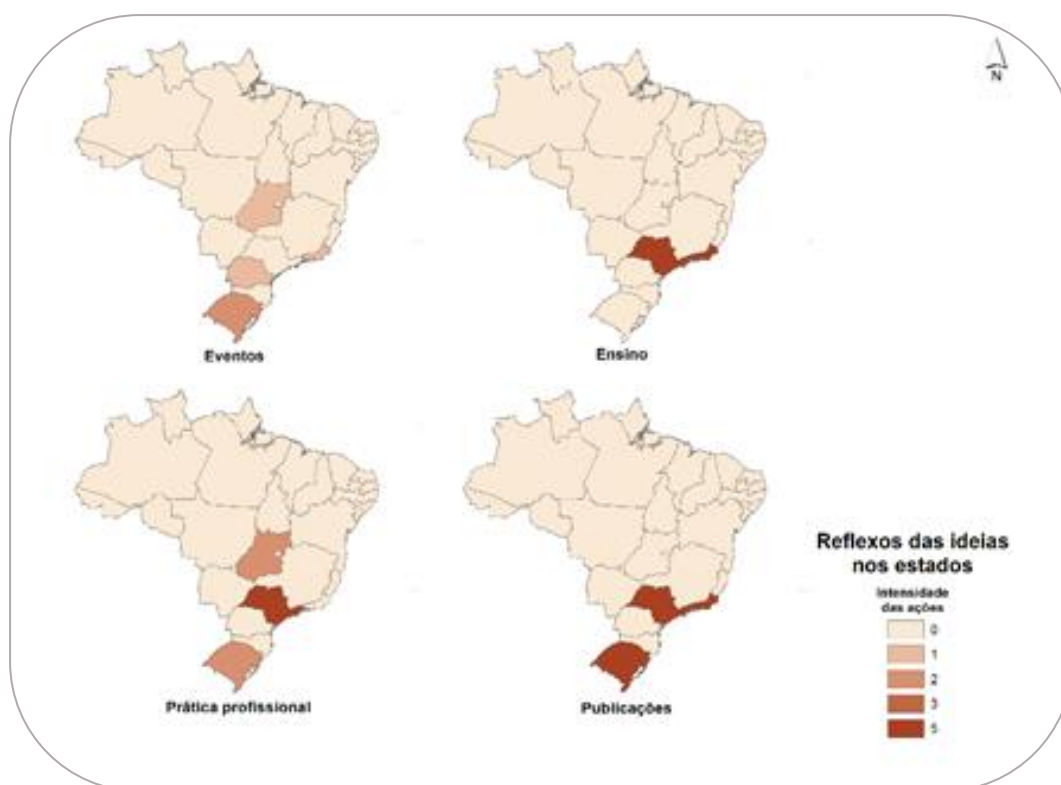 N
Eventos
Ensino
Prática profissional
Publicações
Reflexos das ideias
nos estados
Intensidade
das ações
0
1
2
3
5